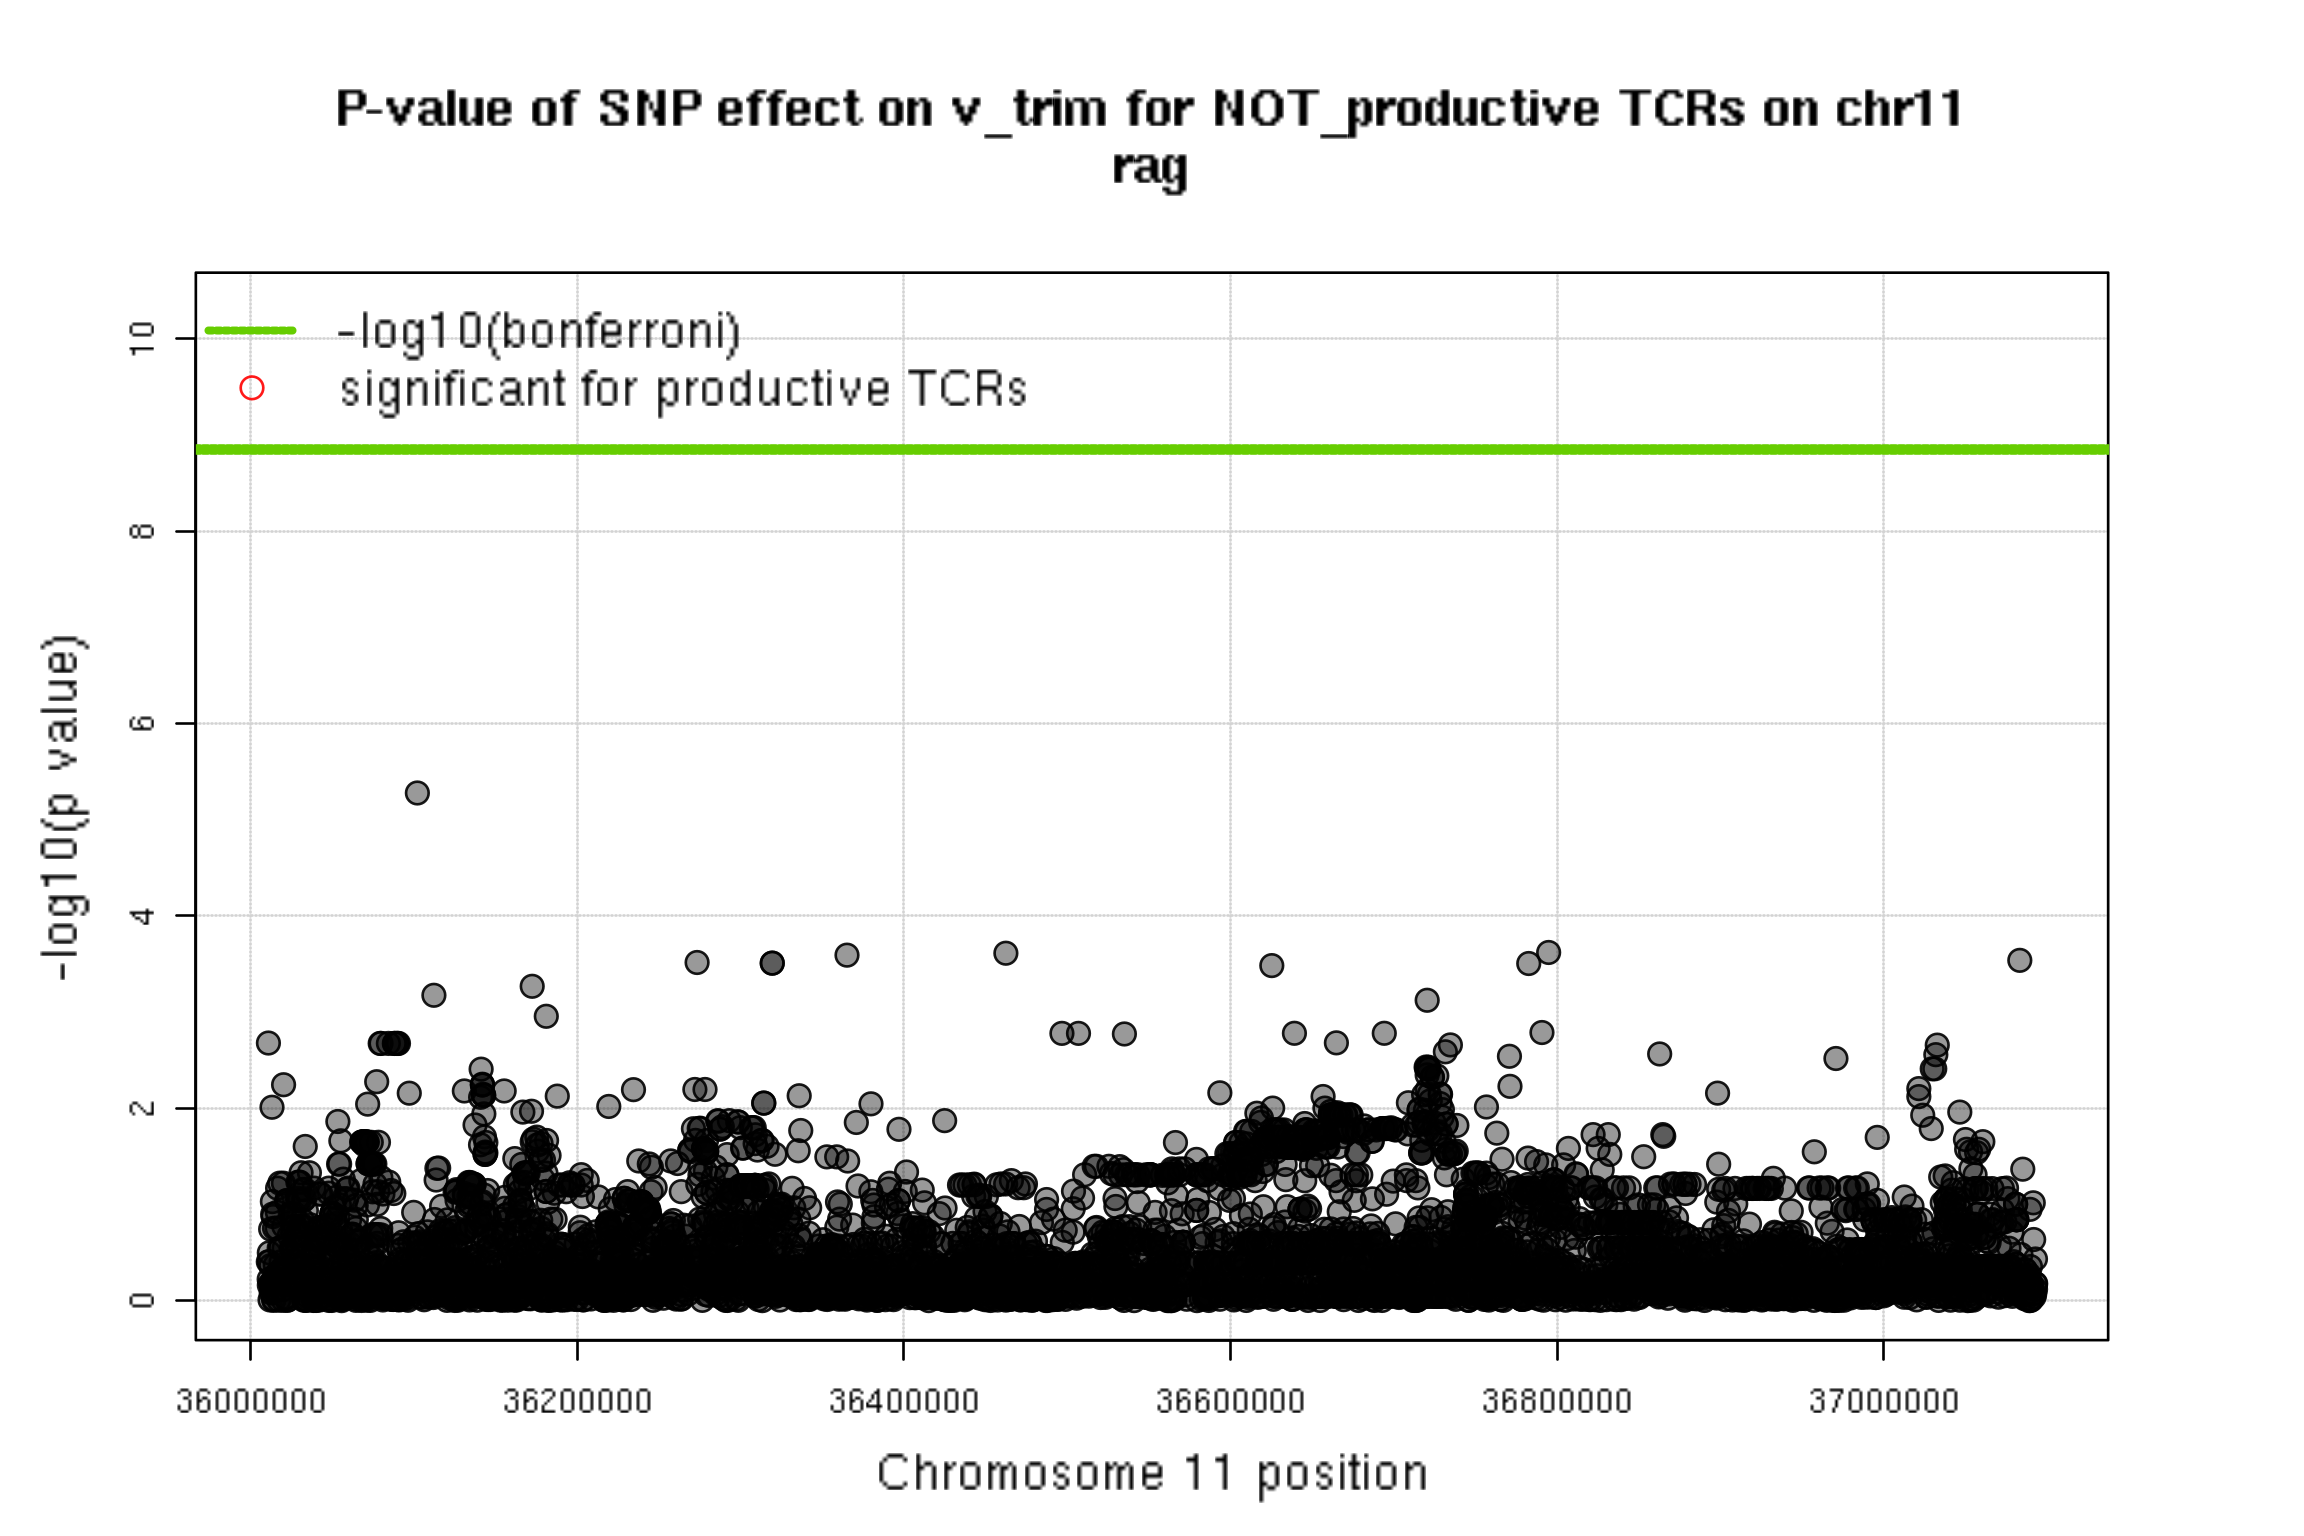 P-value of SNP effect on v_trim for NOT_productive TCRs on chr11
rag
-log10(bonferroni)
significant for productive TCRs
-log10(p value)
10
8
6
4
2
0
36000000 36200000 36400000 36600000 36800000 37000000
Chromosome 11 position